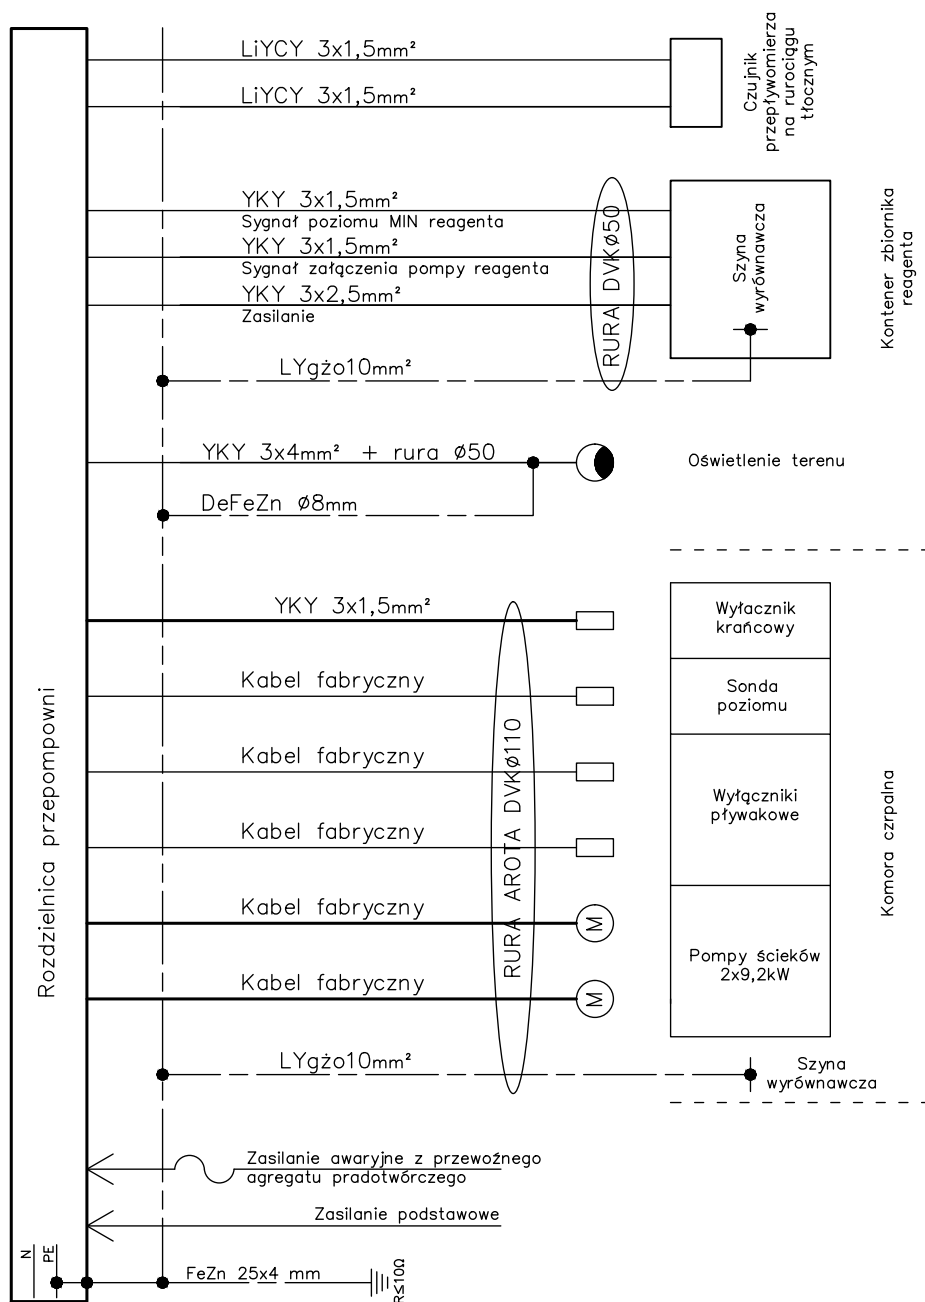 LiYCY 3x1,5mm²
LiYCY 3x1,5mm²
Czujnik
przepływomierza
na rurociągu
tłocznym
YKY 3x1,5mm²
Sygnał poziomu MIN reagenta
YKY 3x1,5mm²
Sygnał załączenia pompy reagenta
YKY 3x2,5mm²
Zasilanie
RURA DVKø50
Szyna
wyrównawcza
Kontener zbiornika
reagenta
LYgżo10mm²
YKY 3x4mm² + rura ø50
Oświetlenie terenu
DeFeZn ø8mm
Rozdzielnica przepompowni
YKY 3x1,5mm²
Kabel fabryczny
Kabel fabryczny
Kabel fabryczny
Kabel fabryczny
M
Kabel fabryczny
M
RURA AROTA DVKø110
Wyłacznik
krańcowy
Sonda
poziomu
Wyłączniki
pływakowe
Pompy ścieków
2x9,2kW
Komora czrpalna
LYgżo10mm²
Szyna
wyrównawcza
Zasilanie awaryjne z przewoźnego
agregatu pradotwórczego
Zasilanie podstawowe
N
PE
FeZn 25x4 mm
R≤10Ω